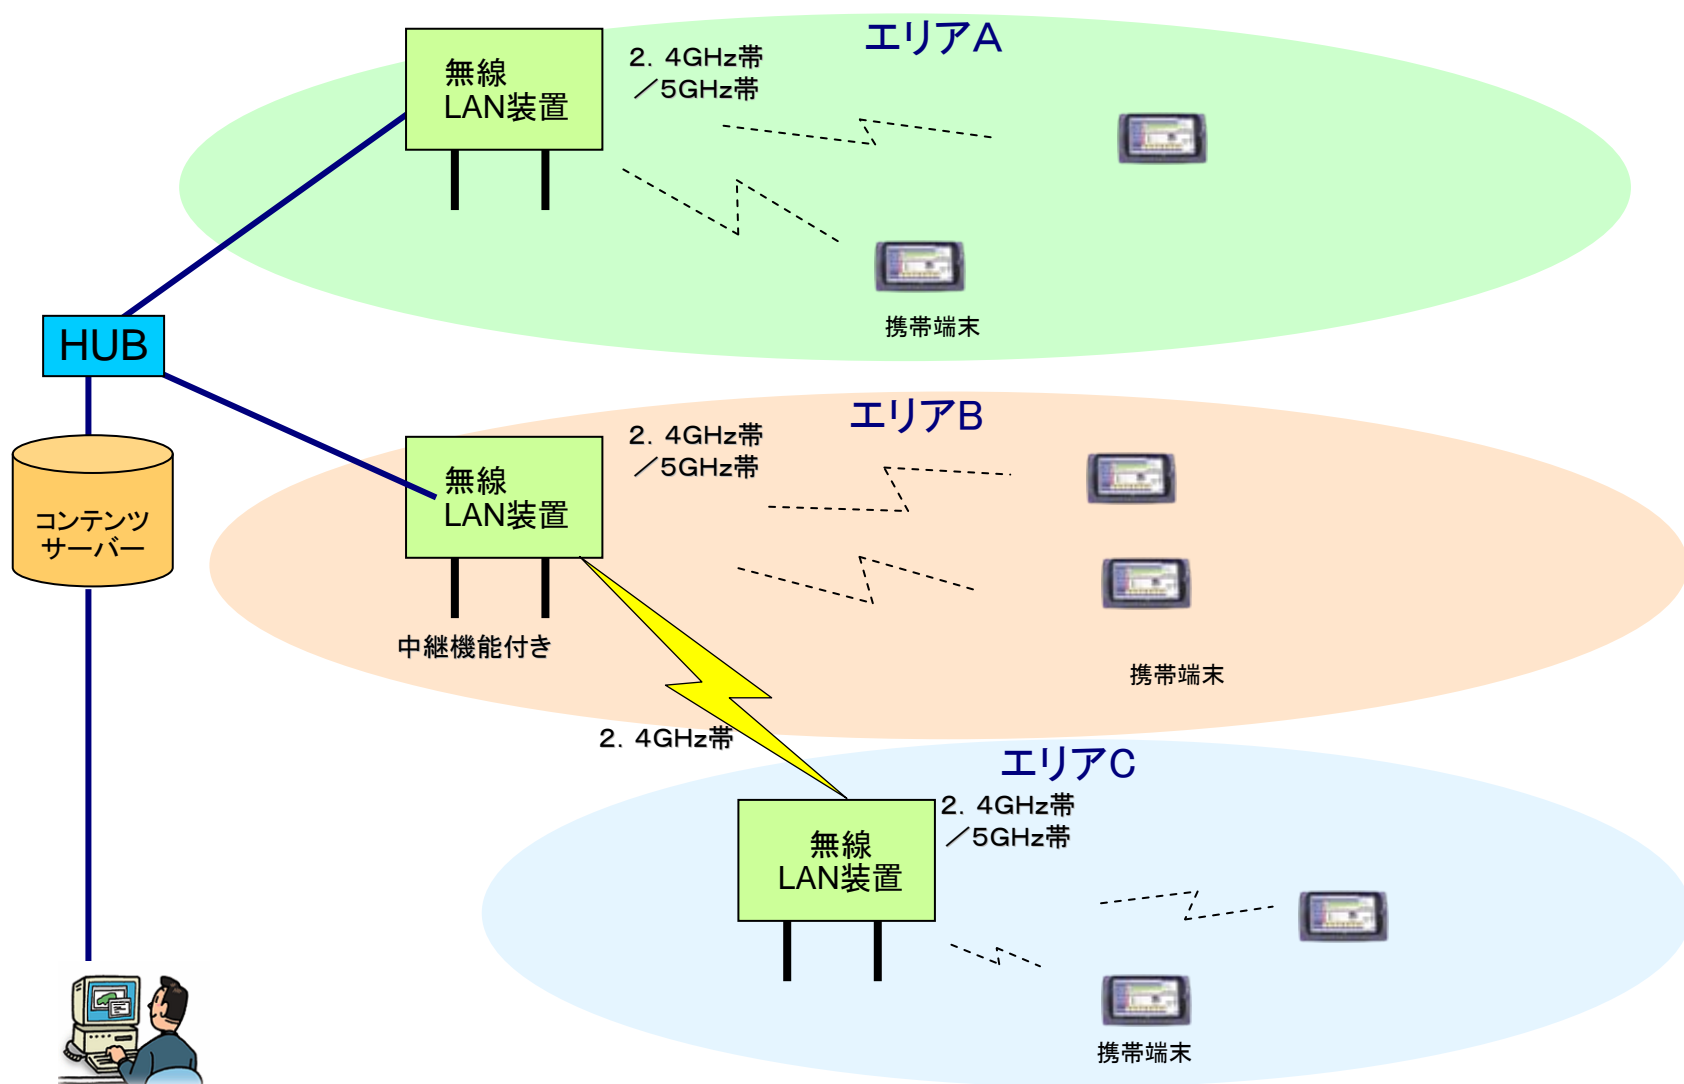 エリアA
無線
LAN装置
２．４GHz帯
／５GHz帯
携帯端末
HUB
エリアB
無線
LAN装置
２．４GHz帯
／５GHz帯
コンテンツ
サーバー
中継機能付き
携帯端末
２．４GHz帯
エリアC
無線
LAN装置
２．４GHz帯
／５GHz帯
携帯端末